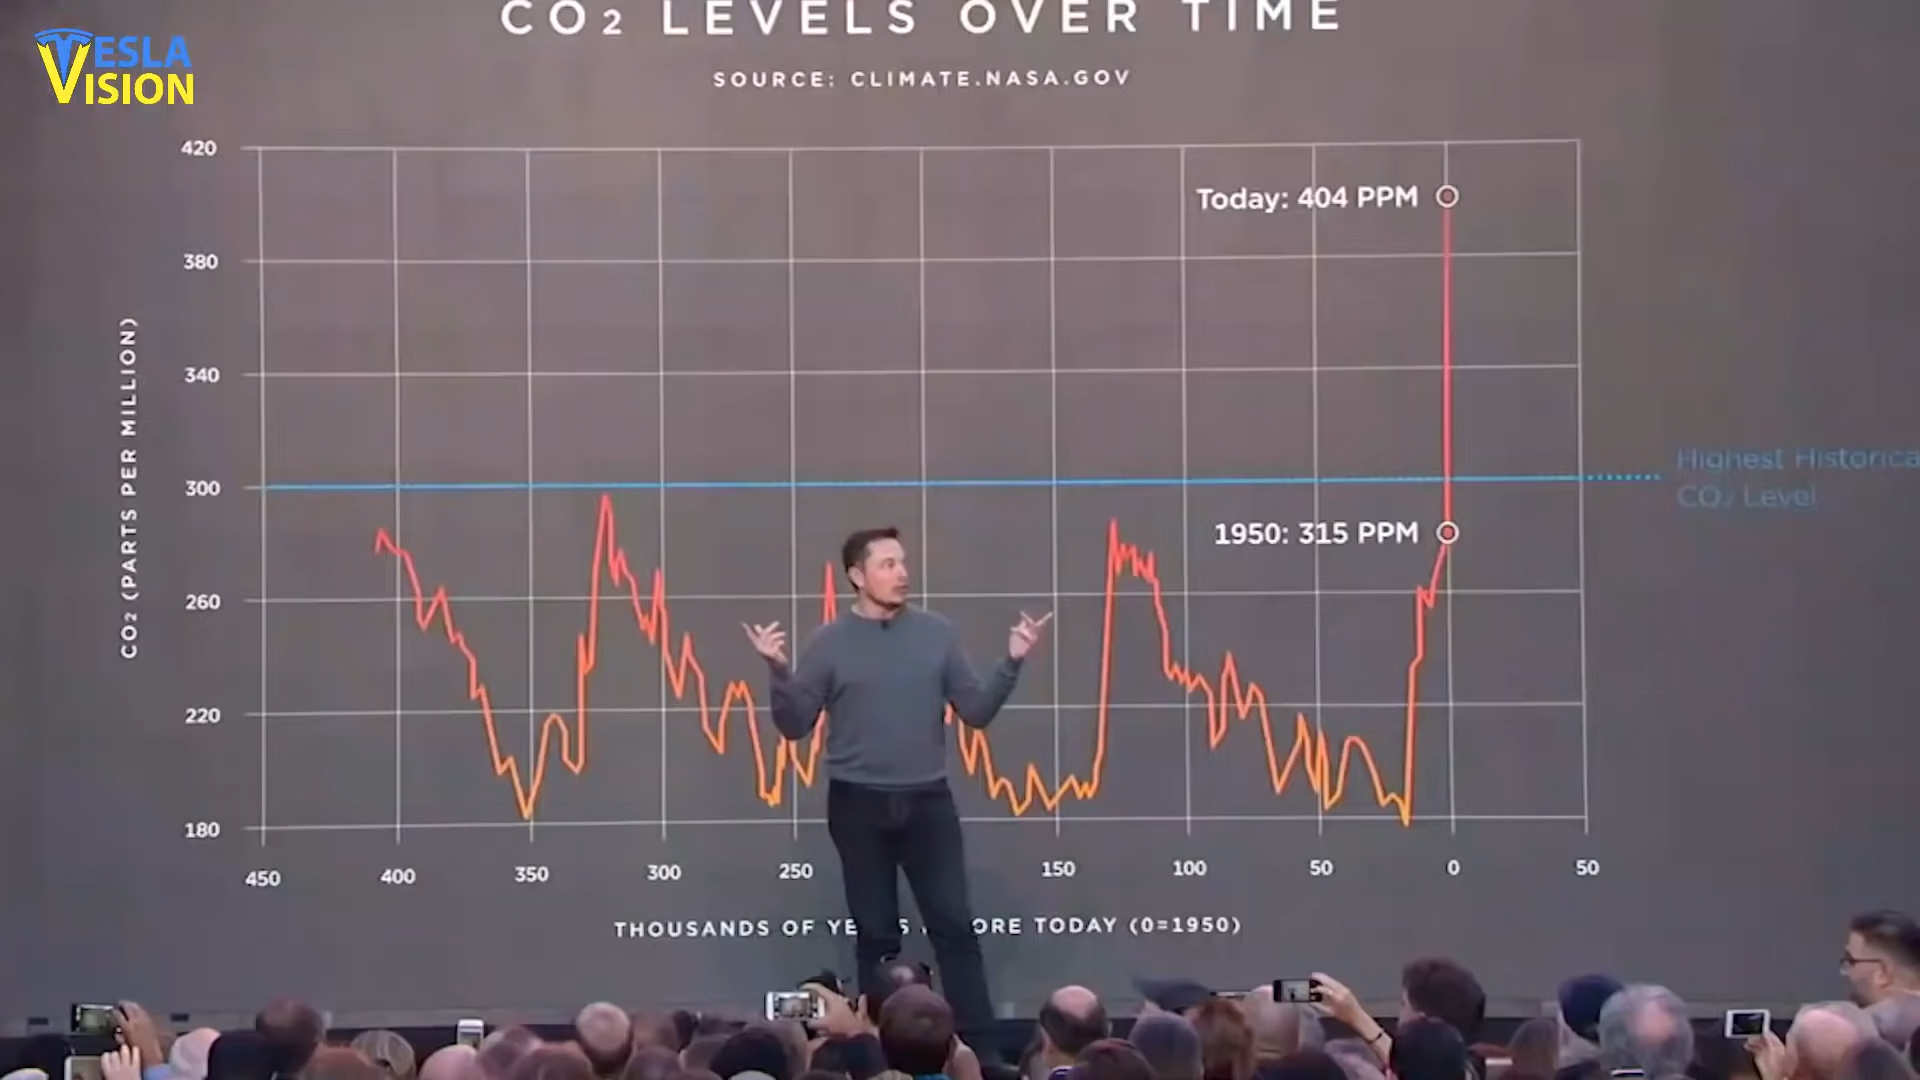 CO2 LEVELS OVER TIME
SOURCE: CLIMATE.NASA.GOV
TESLA
VISION
420
380
340
300
260
220
180
CO2 (PARTS PER MILLION)
Today: 404 PPM
1950: 315 PPM
Highest Historica
CO2 Level
450
400
350
300
250
150
100
50
0
50
THOUSANDS OF YE S ORE TODAY (0=1950)